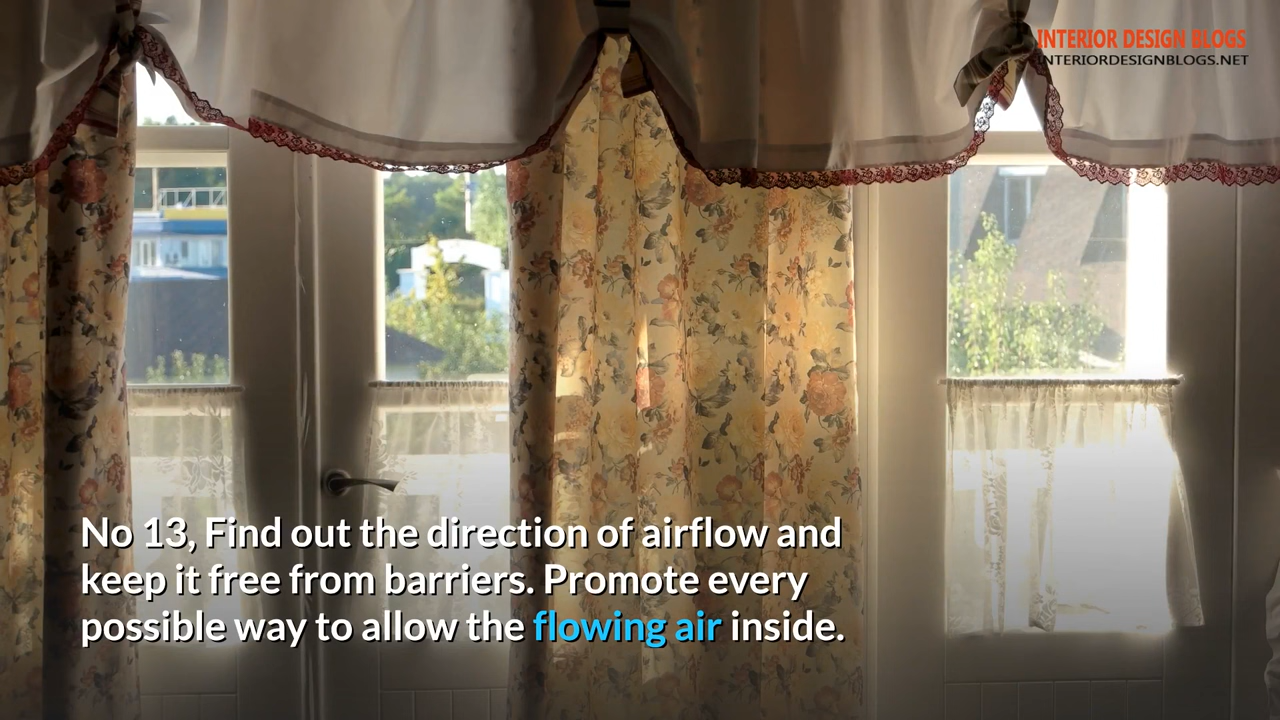 INTERIOR DESIGN BLOGS
INTERIORDESIGNBLOGS.NET
No 13, Find out the direction of airflow and
keep it free from barriers. Promote every
possible way to allow the flowing air inside.